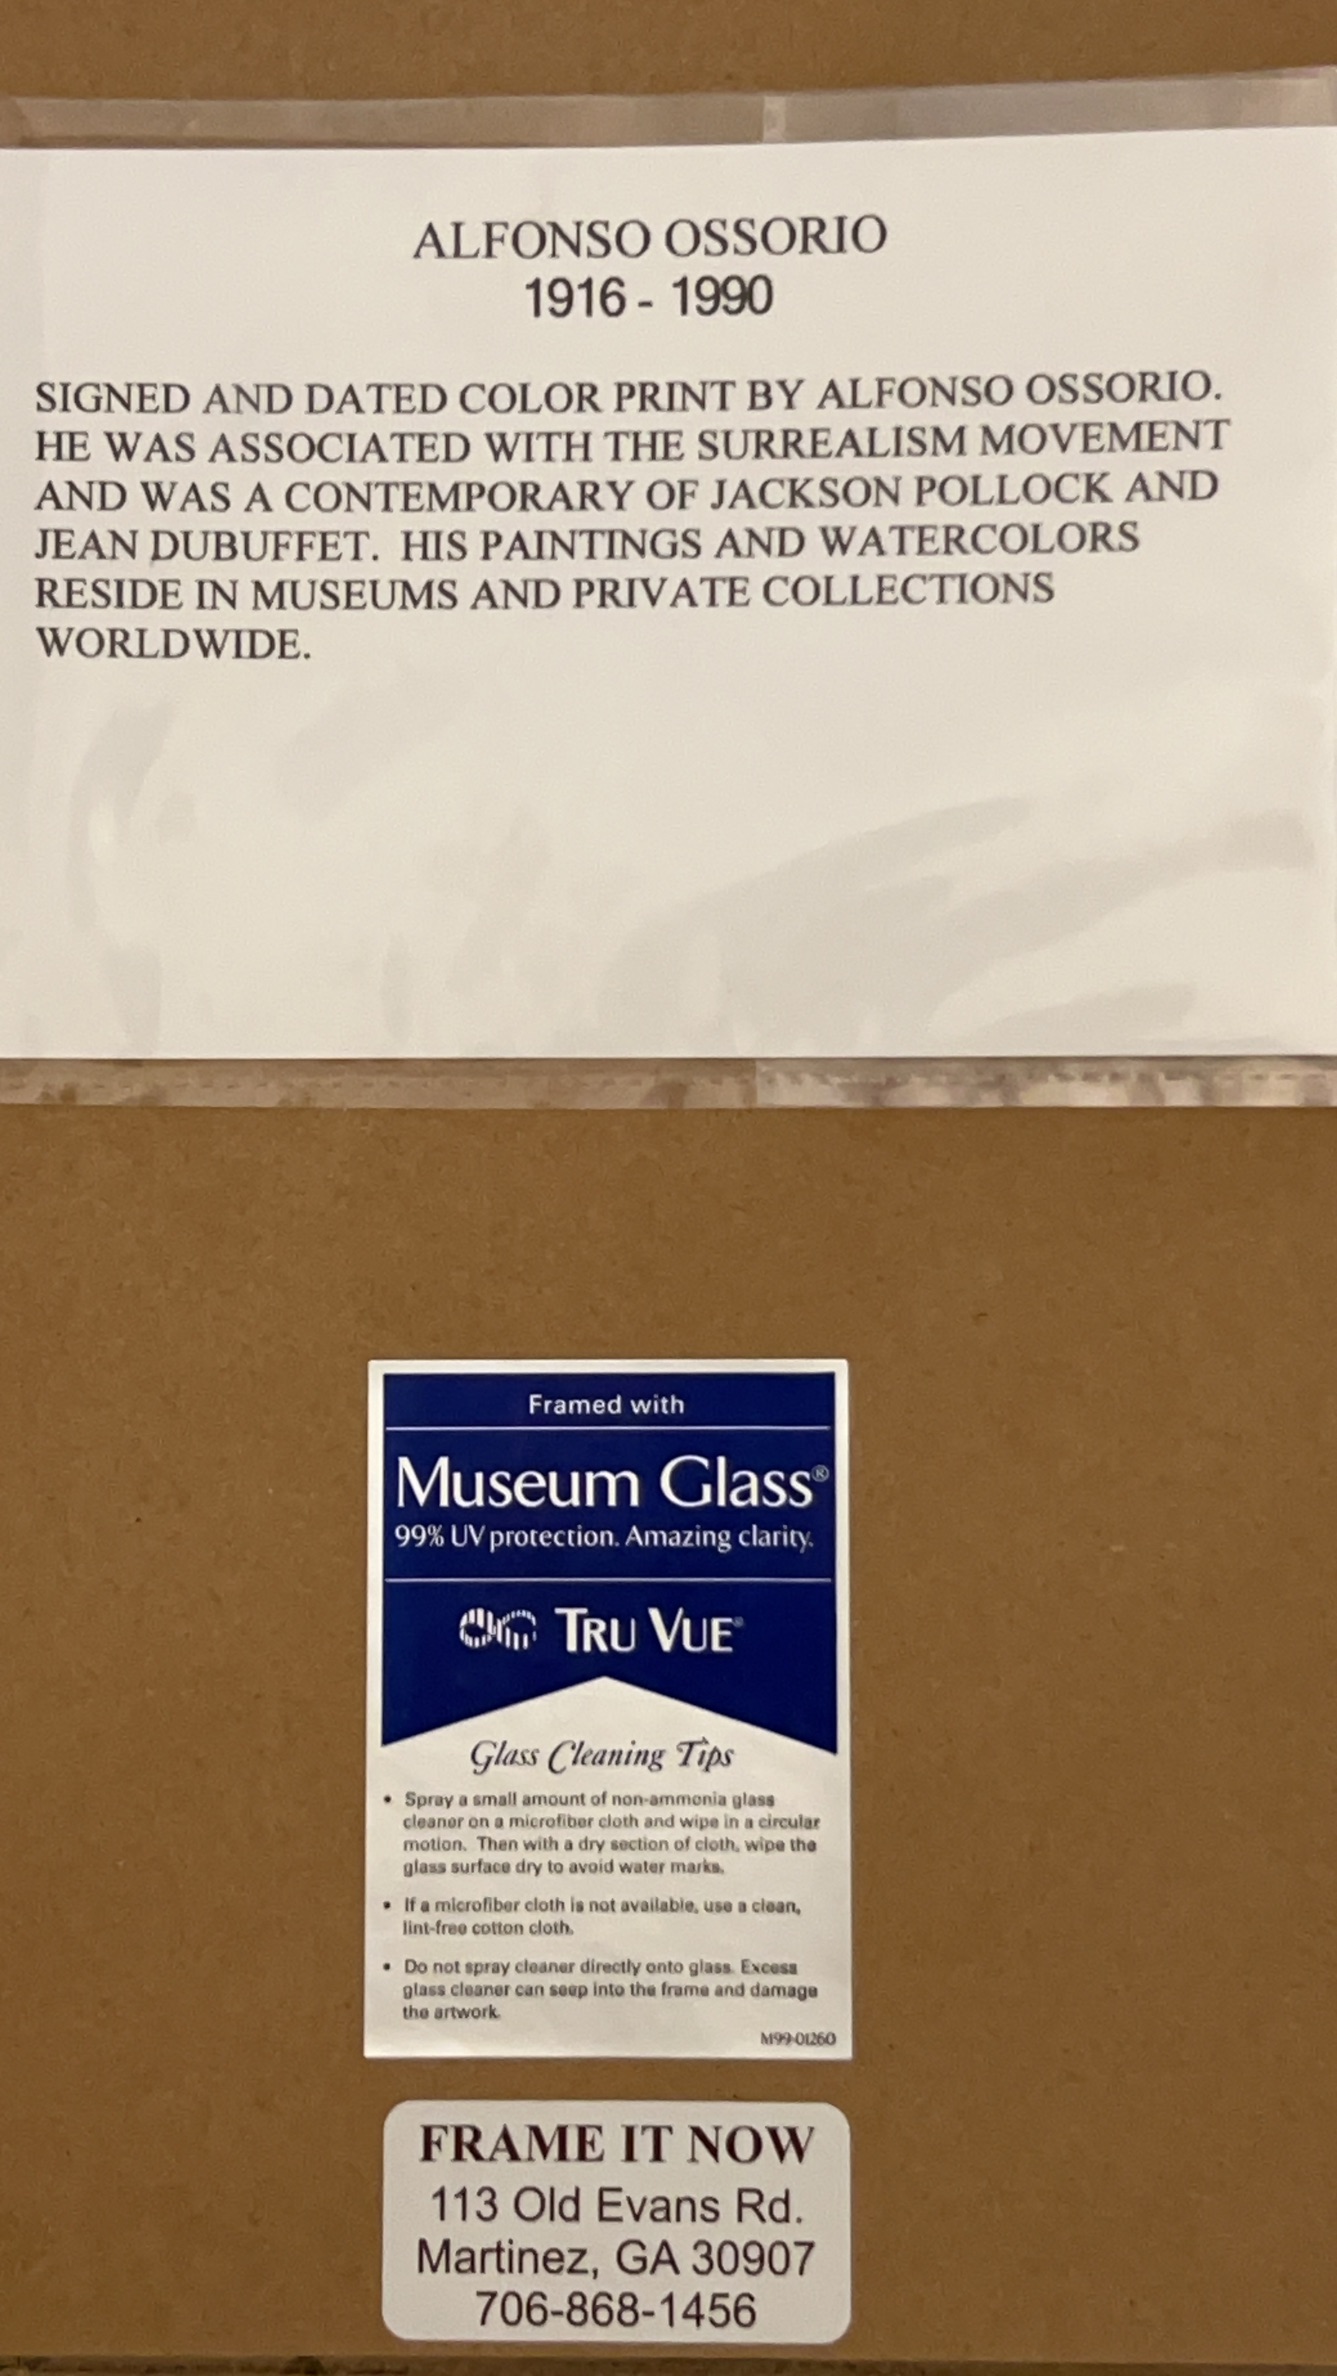 ALFONSO OSSORIO
1916 - 1990
SIGNED AND DATED COLOR PRINT BY ALFONSO OSSORIO.
HE WAS ASSOCIATED WITH THE SURREALISM MOVEMENT
AND WAS A CONTEMPORARY OF JACKSON POLLOCK AND
JEAN DUBUFFET. HIS PAINTINGS AND WATERCOLORS
RESIDE IN MUSEUMS AND PRIVATE COLLECTIONS
WORLDWIDE.
Framed with
Museum Glass®
99% UV protection. Amazing clarity.
TRU VUE®
Glass Cleaning Tips
• Spray a small amount of non-ammonia glass
cleaner on a microfiber cloth and wipe in a circular
motion. Then with a dry section of cloth, wipe the
glass surface dry to avoid water marks.
• If a microfiber cloth is not available, use a clean,
lint-free cotton cloth.
• Do not spray cleaner directly onto glass. Excess
glass cleaner can seep into the frame and damage
the artwork.
M99-01260
FRAME IT NOW
113 Old Evans Rd.
Martinez, GA 30907
706-868-1456